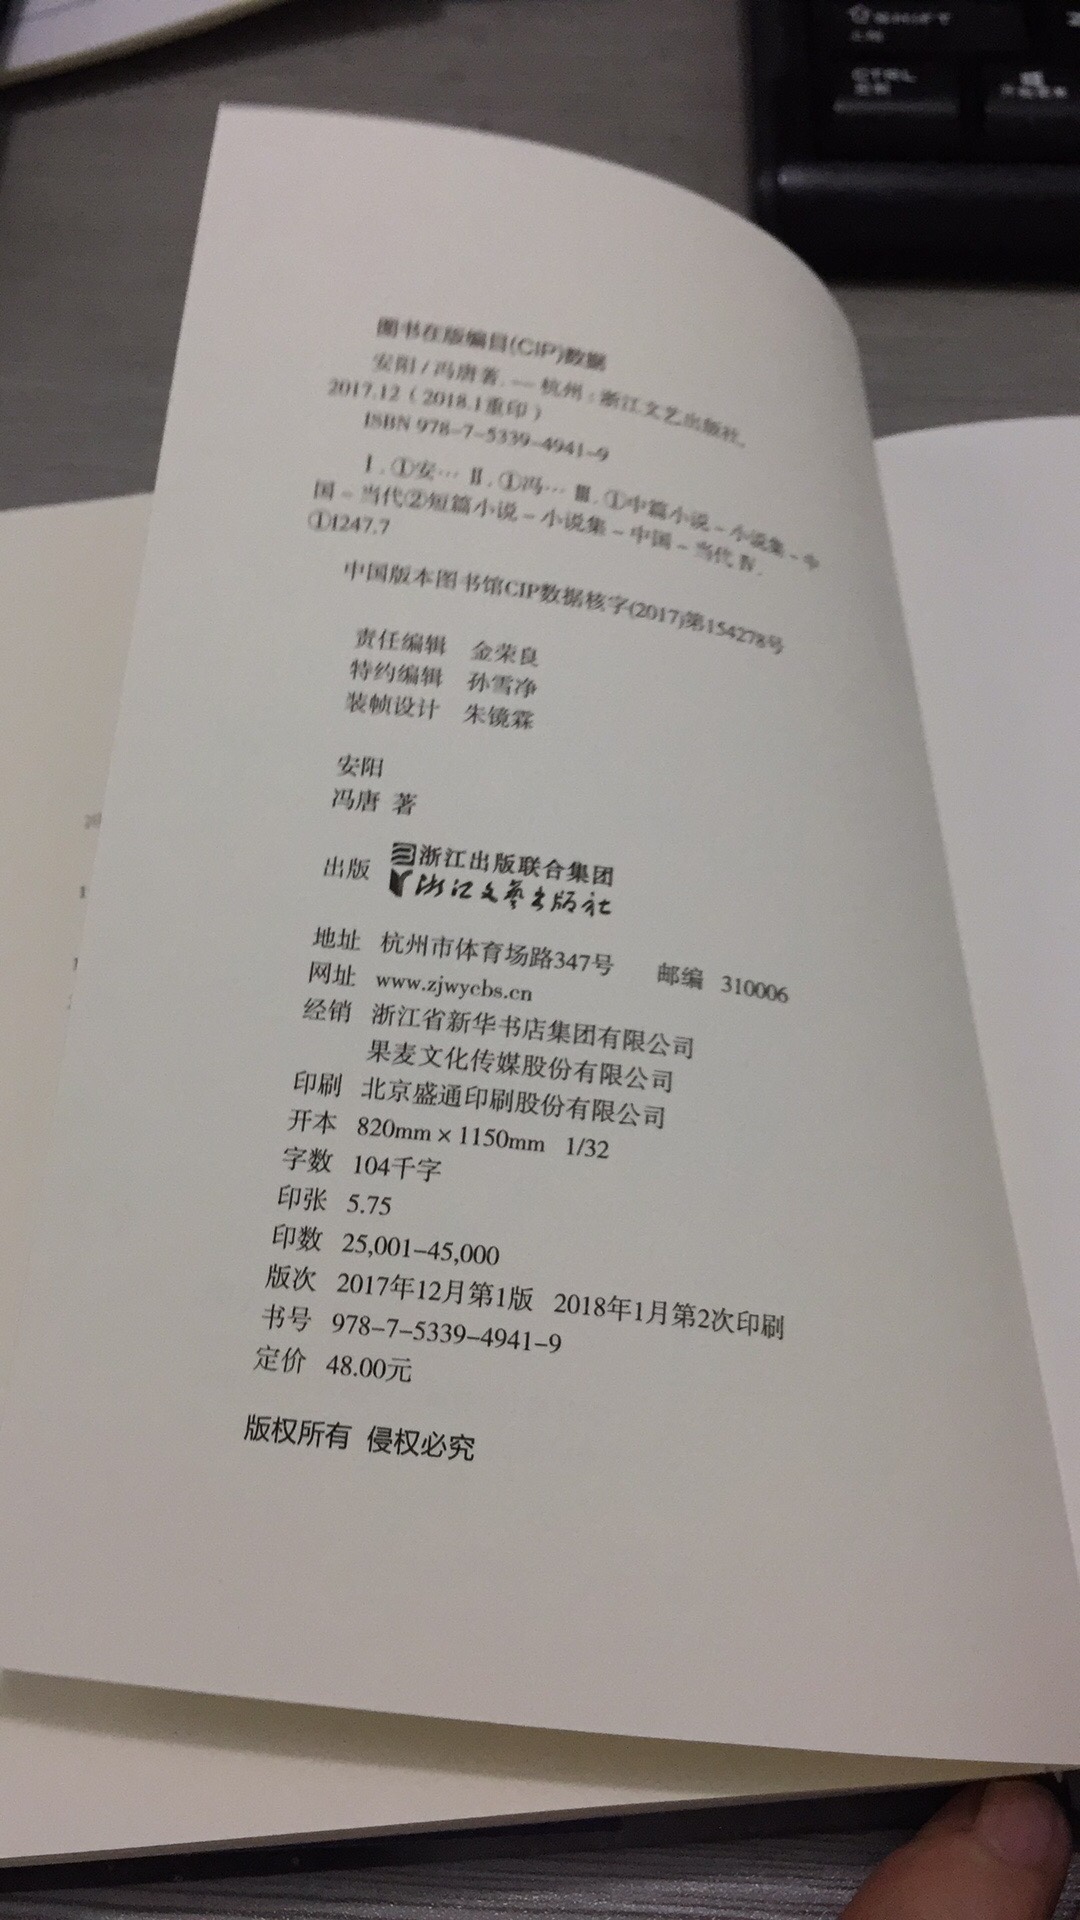 图书在版编目(CIP)数据
安阳 / 冯唐著. — 杭州 : 浙江文艺出版社,
2017.12 ( 2018.1重印 )
ISBN 978-7-5339-4941-9
Ⅰ. ①安… Ⅱ. ①冯… Ⅲ. ①中篇小说－小说集－中
国－当代②短篇小说－小说集－中国－当代 Ⅳ.
①I247.7
中国版本图书馆CIP数据核字(2017)第154278号
责任编辑 金荣良
特约编辑 孙雪净
装帧设计 朱镜霖
安阳
冯唐 著
出版 浙江出版联合集团
浙江文藝出版社
地址 杭州市体育场路347号 邮编 310006
网址 www.zjwycbs.cn
经销 浙江省新华书店集团有限公司
果麦文化传媒股份有限公司
印刷 北京盛通印刷股份有限公司
开本 820mm × 1150mm 1/32
字数 104千字
印张 5.75
印数 25,001-45,000
版次 2017年12月第1版 2018年1月第2次印刷
书号 978-7-5339-4941-9
定价 48.00元
版权所有 侵权必究
SHIFT
CTRL